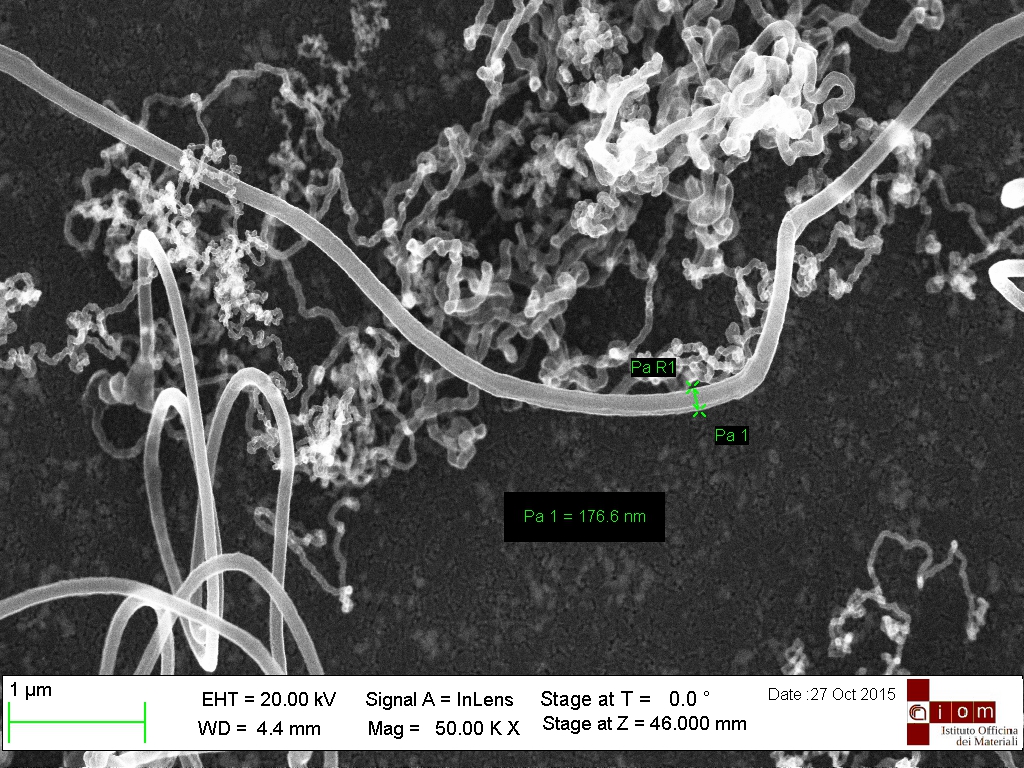 Pa R1
Pa 1
Pa 1 = 176.6 nm
1 µm
EHT = 20.00 kV
Signal A = InLens
Stage at T = 0.0 °
Date :27 Oct 2015
WD = 4.4 mm
Mag = 50.00 K X
Stage at Z = 46.000 mm
iom
Istituto Officina
dei Materiali